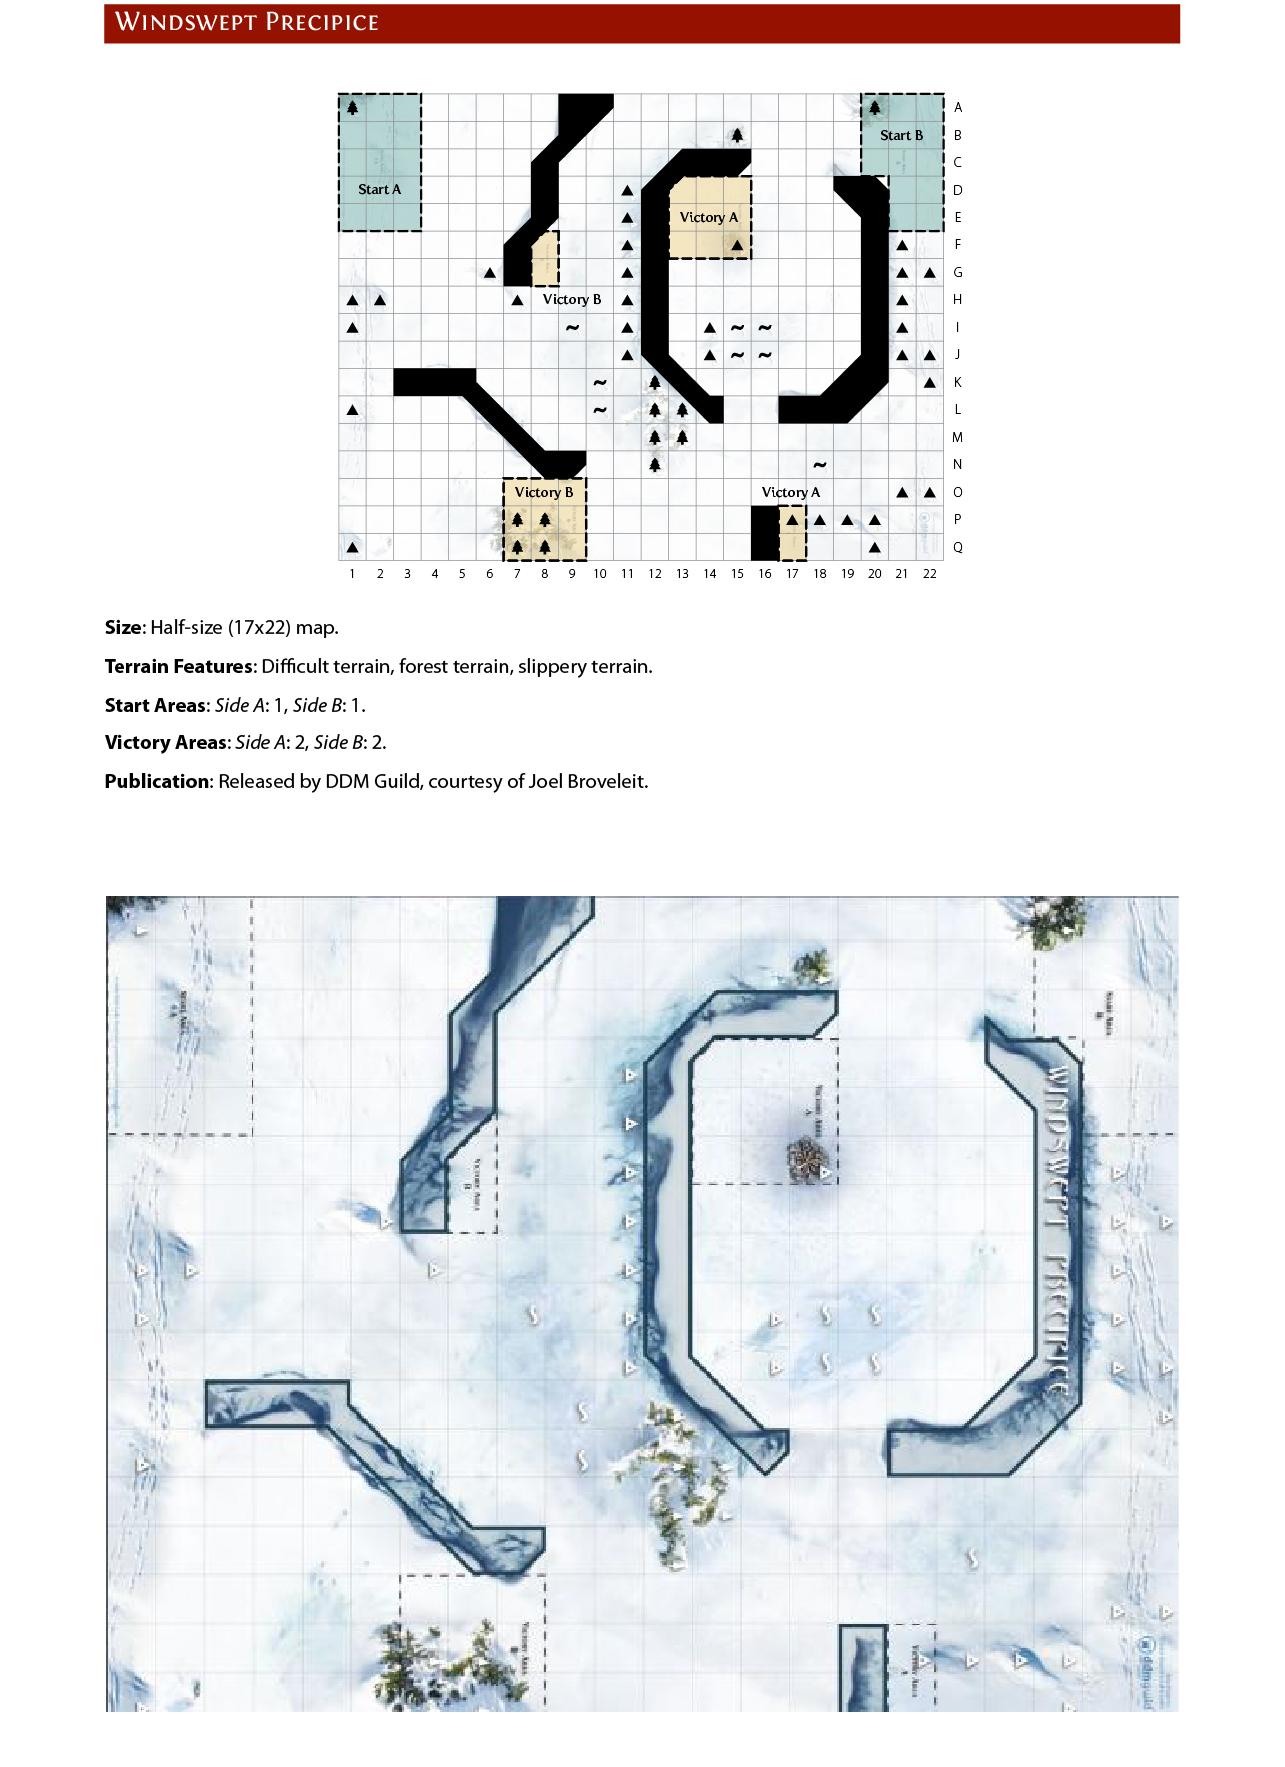 WINDSWEPT PRECIPICE
A
B
Start B
C
Start A
D
Victory A
E
F
G
Victory B
H
I
J
K
L
M
N
Victory B
Victory A
O
P
Q
1 2 3 4 5 6 7 8 9 10 11 12 13 14 15 16 17 18 19 20 21 22
Size: Half-size (17x22) map.
Terrain Features: Difficult terrain, forest terrain, slippery terrain.
Start Areas: Side A: 1, Side B: 1.
Victory Areas: Side A: 2, Side B: 2.
Publication: Released by DDM Guild, courtesy of Joel Broveleit.
START AREA
START AREA
B
VICTORY AREA
A
VICTORY AREA
B
WINDSWEPT PRECIPICE
VICTORY AREA
B
VICTORY AREA
ddmguild